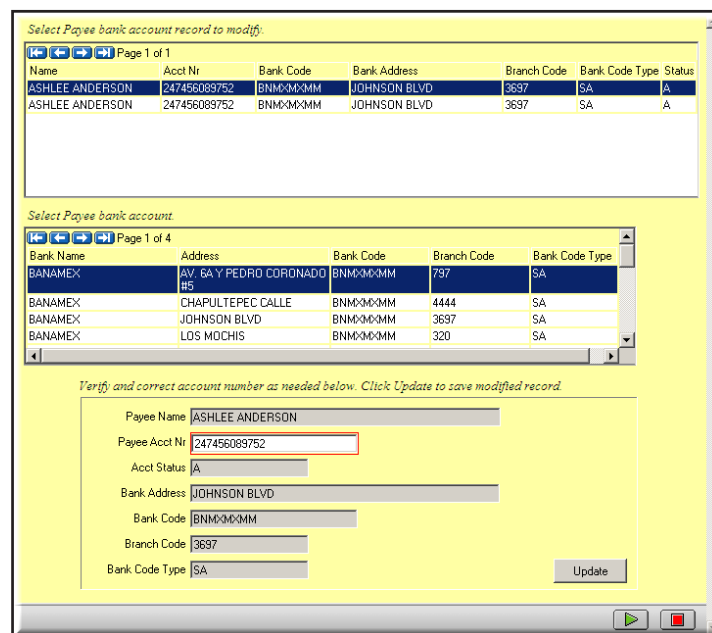 Select Payee bank account record to modify.
Page 1 of 1
Name Acct Nr Bank Code Bank Address Branch Code Bank Code Type Status
ASHLEE ANDERSON 247456089752 BNMXMXMM JOHNSON BLVD 3697 SA A
ASHLEE ANDERSON 247456089752 BNMXMXMM JOHNSON BLVD 3697 SA A
Select Payee bank account.
Page 1 of 4
Bank Name Address Bank Code Branch Code Bank Code Type
BANAMEX AV. 6A Y PEDRO CORONADO BNMXMXMM 797 SA
#5
BANAMEX CHAPULTEPEC CALLE BNMXMXMM 4444 SA
BANAMEX JOHNSON BLVD BNMXMXMM 3697 SA
BANAMEX LOS MOCHIS BNMXMXMM 320 SA
Verify and correct account number as needed below. Click Update to save modified record.
Payee Name ASHLEE ANDERSON
Payee Acct Nr 247456089752
Acct Status A
Bank Address JOHNSON BLVD
Bank Code BNMXMXMM
Branch Code 3697
Bank Code Type SA
Update